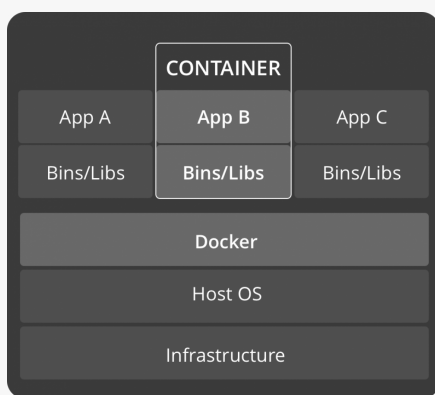 CONTAINER
App A App B App C
Bins/Libs Bins/Libs Bins/Libs
Docker
Host OS
Infrastructure